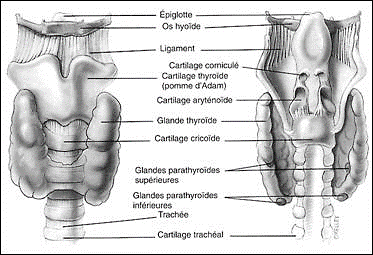 Épiglotte
Os hyoïde
Ligament
Cartilage corniculé
Cartilage thyroïde
(pomme d'Adam)
Cartilage aryténoïde
Glande thyroïde
Cartilage cricoïde
Glandes parathyroïdes
supérieures
Glandes parathyroïdes
inférieures
Trachée
Cartilage trachéal